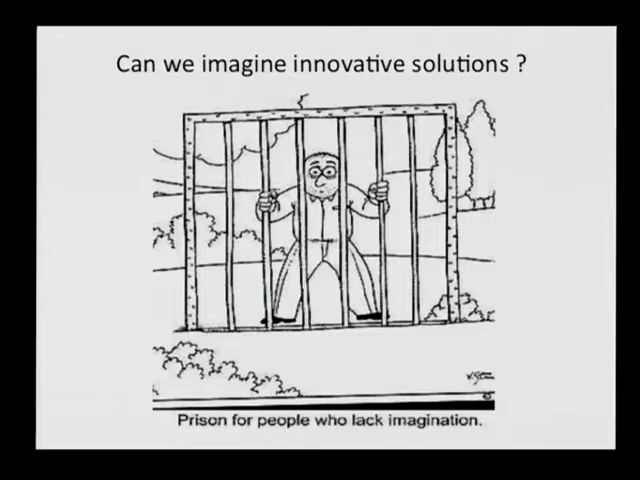 Can we imagine innovative solutions ?
Prison for people who lack imagination.